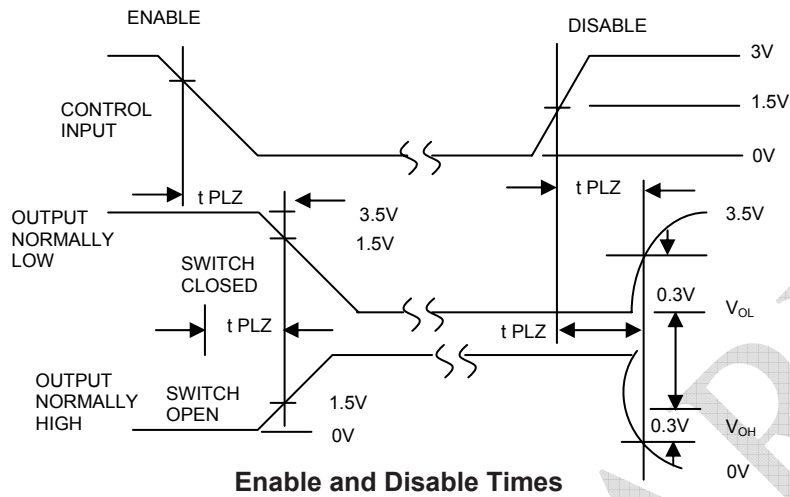 ENABLE
DISABLE
3V
CONTROL
INPUT
1.5V
0V
t PLZ
t PLZ
OUTPUT
NORMALLY
LOW
3.5V
3.5V
1.5V
SWITCH
CLOSED
0.3V
VOL
t PLZ
t PLZ
OUTPUT
NORMALLY
HIGH
SWITCH
OPEN
1.5V
0V
0.3V
VOH
0V
Enable and Disable Times